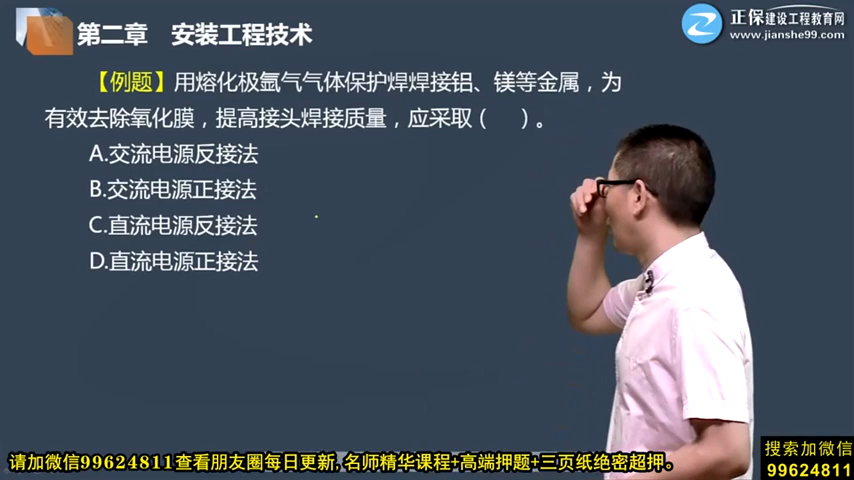 第二章 安装工程技术
正保建设工程教育网
www.jianshe99.com
【例题】用熔化极氩气气体保护焊焊接铝、镁等金属，为
有效去除氧化膜，提高接头焊接质量，应采取（ ）。
A.交流电源反接法
B.交流电源正接法
C.直流电源反接法
D.直流电源正接法
请加微信99624811查看朋友圈每日更新,名师精华课程+高端押题+三页纸绝密超押。
搜索加微信
99624811